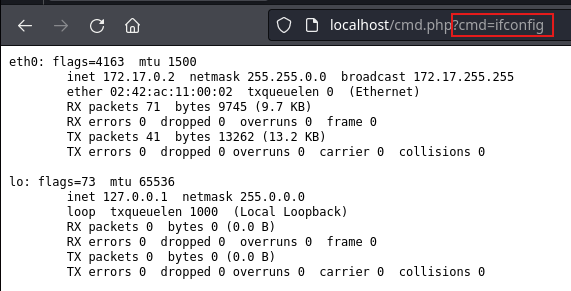 localhost/cmd.php?cmd=ifconfig
eth0: flags=4163  mtu 1500
        inet 172.17.0.2  netmask 255.255.0.0  broadcast 172.17.255.255
        ether 02:42:ac:11:00:02  txqueuelen 0  (Ethernet)
        RX packets 71  bytes 9745 (9.7 KB)
        RX errors 0  dropped 0  overruns 0  frame 0
        TX packets 41  bytes 13262 (13.2 KB)
        TX errors 0  dropped 0 overruns 0  carrier 0  collisions 0

lo: flags=73  mtu 65536
        inet 127.0.0.1  netmask 255.0.0.0
        loop  txqueuelen 1000  (Local Loopback)
        RX packets 0  bytes 0 (0.0 B)
        RX errors 0  dropped 0  overruns 0  frame 0
        TX packets 0  bytes 0 (0.0 B)
        TX errors 0  dropped 0 overruns 0  carrier 0  collisions 0